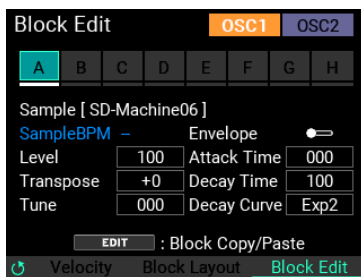 Block Edit OSC1 OSC2
A B C D E F G H
Sample [ SD-Machine06 ]
SampleBPM – Envelope
Level 100 Attack Time 000
Transpose +0 Decay Time 100
Tune 000 Decay Curve Exp2
EDIT : Block Copy/Paste
Velocity Block Layout Block Edit